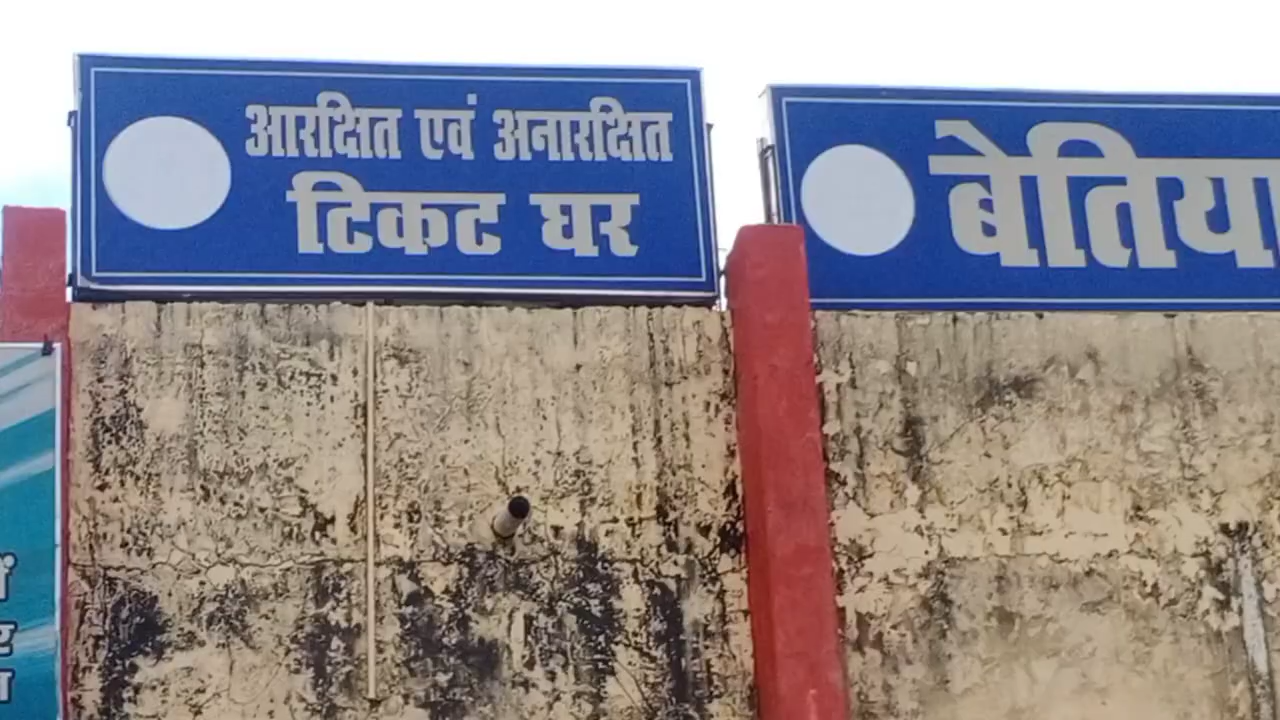 आरक्षित एवं अनारक्षित
टिकट घर
बेतिया